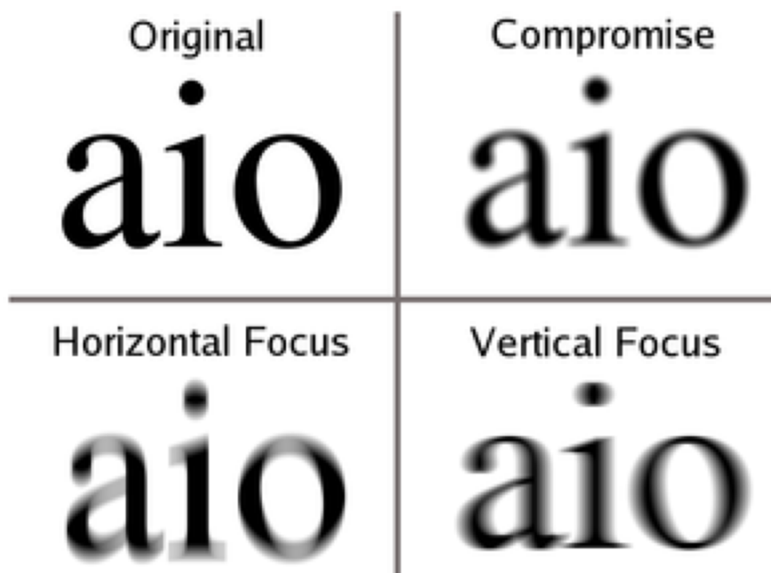 Original
aio
Compromise
aio
Horizontal Focus
aio
Vertical Focus
aio